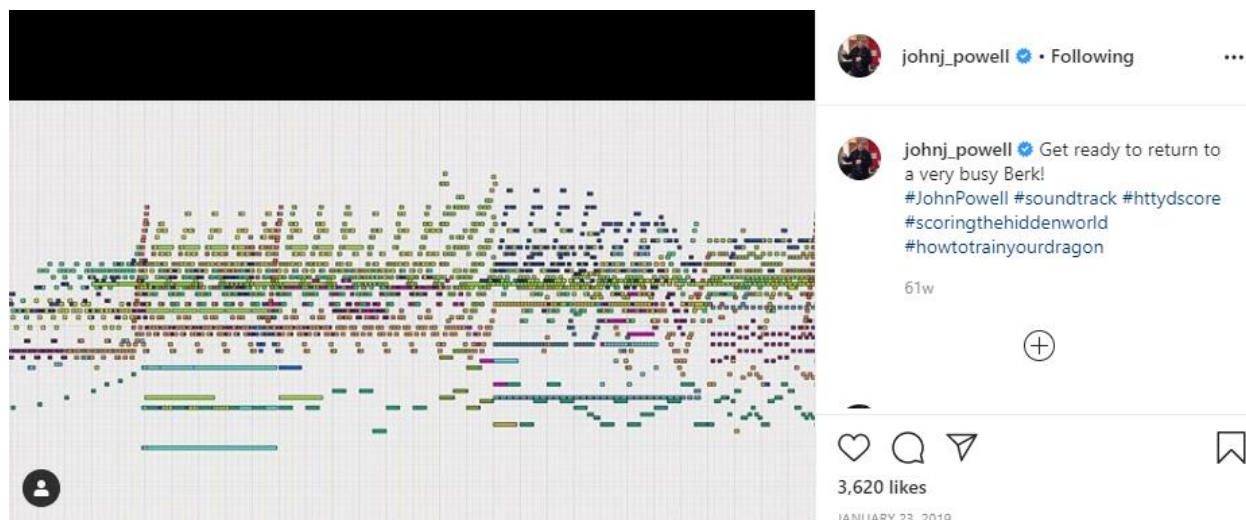 johnj_powell • Following
johnj_powell Get ready to return to
a very busy Berk!
#JohnPowell #soundtrack #httydscore
#scoringthehiddenworld
#howtotrainyourdragon
61w
3,620 likes
JANUARY 23, 2019